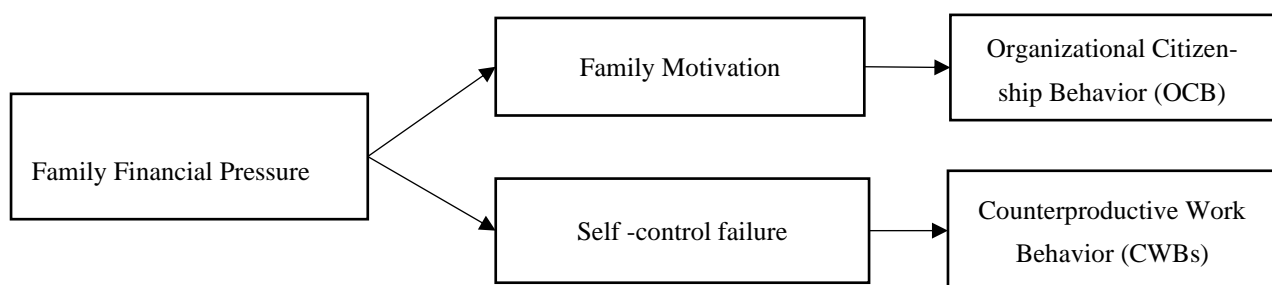 Family Financial Pressure
Family Motivation
Organizational Citizen-
ship Behavior (OCB)
Self -control failure
Counterproductive Work
Behavior (CWBs)